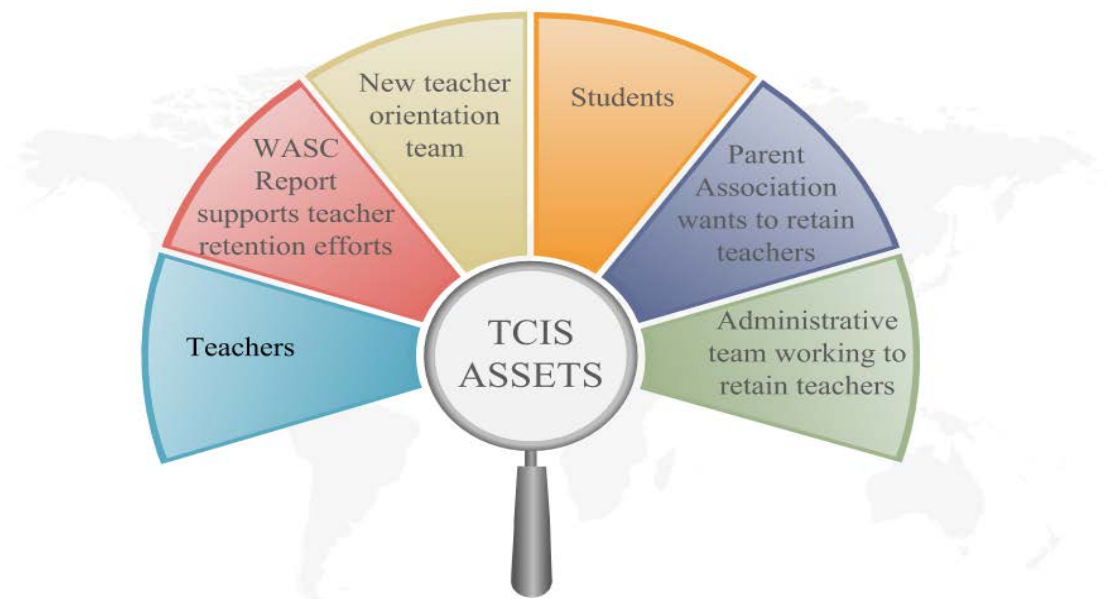 Teachers
WASC
Report
supports teacher
retention efforts
New teacher
orientation
team
Students
Parent
Association
wants to retain
teachers
Administrative
team working to
retain teachers
TCIS
ASSETS